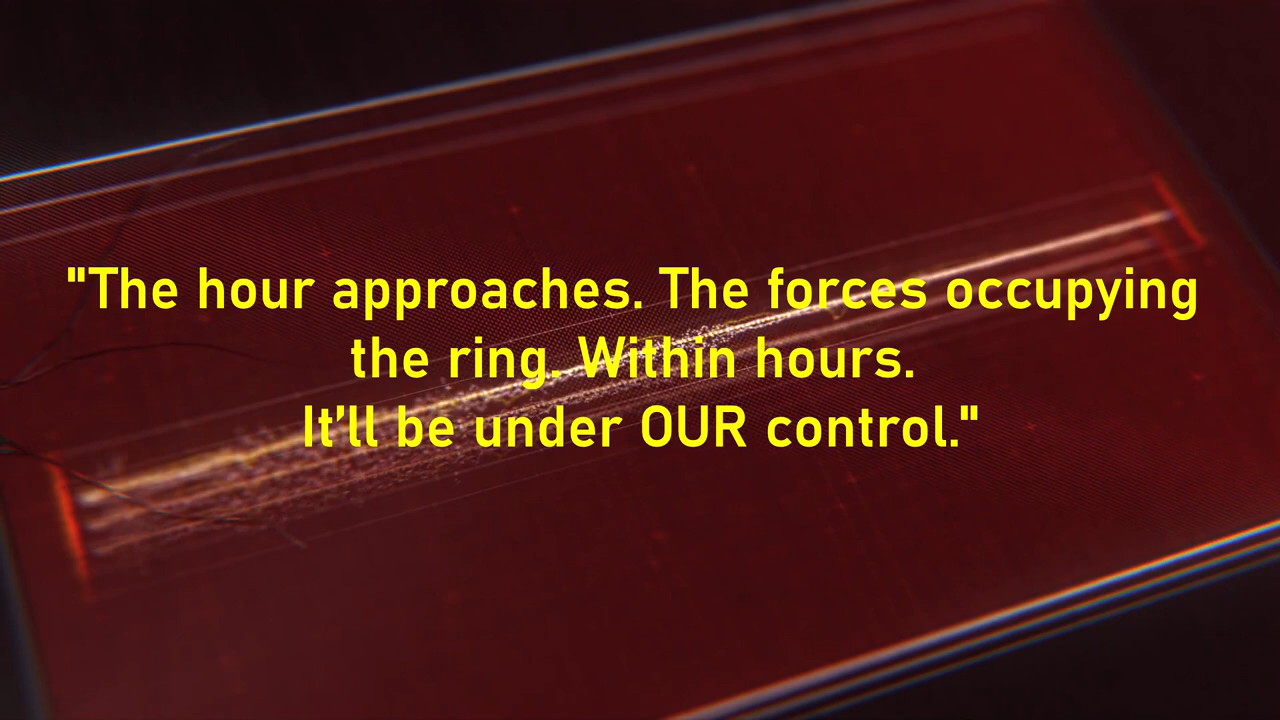 "The hour approaches. The forces occupying
the ring. Within hours.
It’ll be under OUR control."